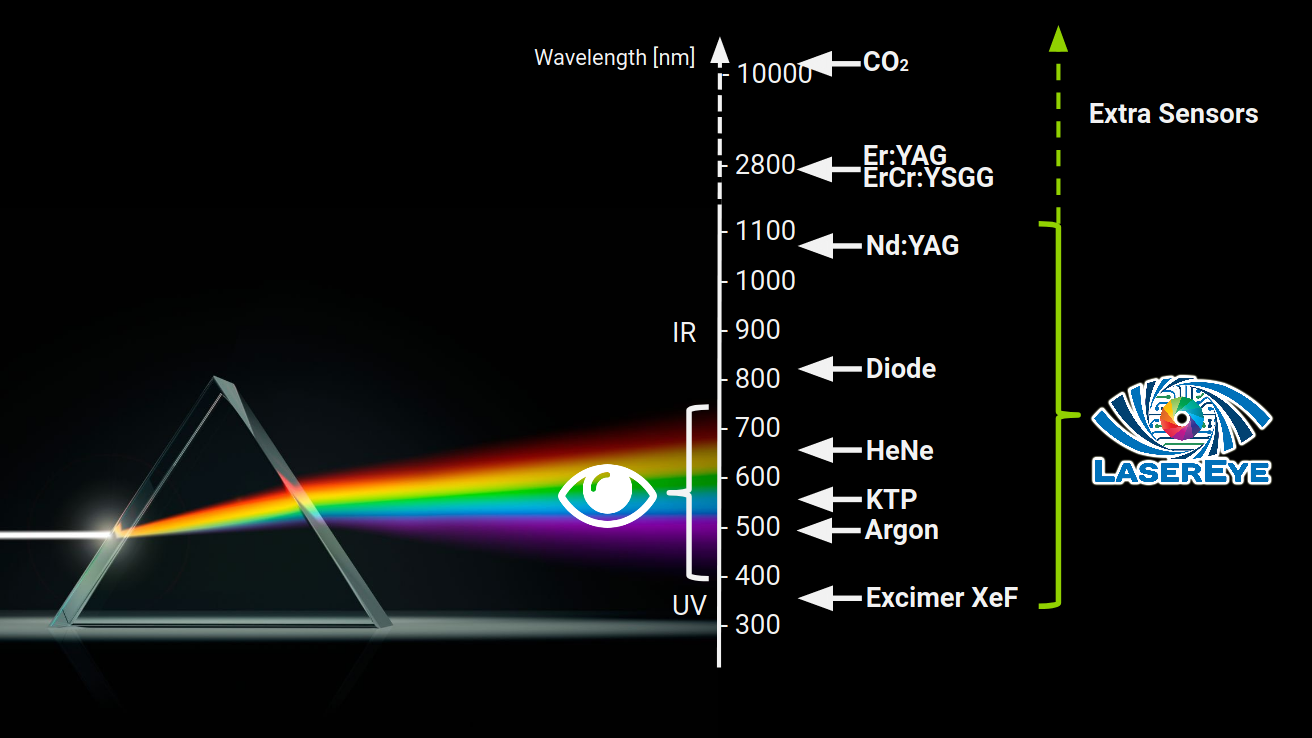 Wavelength [nm]
10000
CO₂
Extra Sensors
2800
Er:YAG
ErCr:YSGG
1100
Nd:YAG
1000
IR
900
800
Diode
700
HeNe
600
KTP
500
Argon
LASEREYE
400
UV
Excimer XeF
300